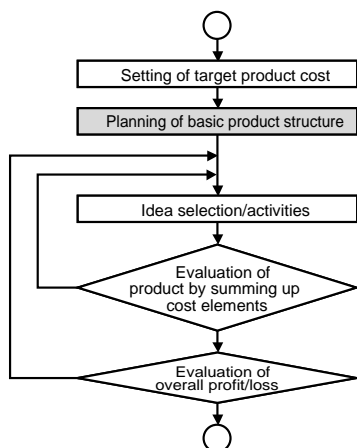 Setting of target product cost
Planning of basic product structure
Idea selection/activities
Evaluation of
product by summing up
cost elements
Evaluation of
overall profit/loss